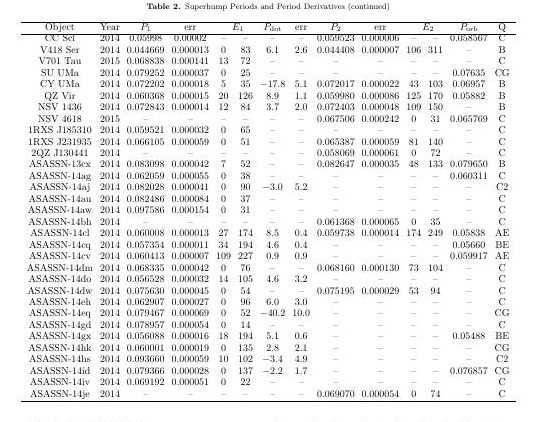 Table 2. Superhump Periods and Period Derivatives (continued)
Object Year P1 err E1 Pdot err P2 err E2 Porb Q
CC Scl 2014 0.05998 0.00002 – – – – 0.059523 0.000006 – – 0.058567 C
V418 Ser 2014 0.044669 0.000013 0 83 6.1 2.6 0.044408 0.000007 106 311 – B
V701 Tau 2015 0.068838 0.000141 13 72 – – – – – – – C
SU UMa 2014 0.079252 0.000037 0 25 – – – – – – 0.07635 CG
CY UMa 2014 0.072202 0.000018 5 35 −17.8 5.1 0.072017 0.000022 43 103 0.06957 B
QZ Vir 2014 0.060368 0.000015 20 126 8.9 1.1 0.059980 0.000086 125 170 0.05882 B
NSV 1436 2014 0.072843 0.000014 12 84 3.7 2.0 0.072403 0.000048 109 150 – B
NSV 4618 2015 – – – – – – 0.067506 0.000242 0 31 0.065769 C
1RXS J185310 2014 0.059521 0.000032 0 65 – – – – – – – C
1RXS J231935 2014 0.066105 0.000059 0 51 – – 0.065387 0.000059 81 140 – C
2QZ J130441 2014 – – – – – – 0.058069 0.000061 0 72 – C
ASASSN-13cx 2014 0.083098 0.000042 7 52 – – 0.082647 0.000035 48 133 0.079650 B
ASASSN-14ag 2014 0.062059 0.000055 0 38 – – – – – – 0.060311 C
ASASSN-14aj 2014 0.082028 0.000041 0 90 −3.0 5.2 – – – – – C2
ASASSN-14au 2014 0.082486 0.000084 0 37 – – – – – – – C
ASASSN-14aw 2014 0.097586 0.000154 0 31 – – – – – – – C
ASASSN-14bh 2014 – – – – – – 0.061368 0.000065 0 35 – C
ASASSN-14cl 2014 0.060008 0.000013 27 174 8.5 0.4 0.059738 0.000014 174 249 0.05838 AE
ASASSN-14cq 2014 0.057354 0.000011 34 194 4.6 0.4 – – – – 0.05660 BE
ASASSN-14cv 2014 0.060413 0.000007 109 227 0.9 0.9 – – – – 0.059917 AE
ASASSN-14dm 2014 0.068335 0.000042 0 76 – – 0.068160 0.000130 73 104 – C
ASASSN-14do 2014 0.056528 0.000032 14 105 4.6 3.2 – – – – – C
ASASSN-14dw 2014 0.075630 0.000045 0 54 – – 0.075195 0.000029 53 94 – C
ASASSN-14eh 2014 0.062907 0.000027 0 96 6.0 3.0 – – – – – C
ASASSN-14eq 2014 0.079467 0.000069 0 52 −40.2 10.0 – – – – – CG
ASASSN-14gd 2014 0.078957 0.000054 0 14 – – – – – – – C
ASASSN-14gx 2014 0.056088 0.000016 18 194 5.1 0.6 – – – – 0.05488 BE
ASASSN-14hk 2014 0.060001 0.000019 0 135 2.8 2.1 – – – – – CG
ASASSN-14hs 2014 0.093660 0.000059 10 102 −3.4 4.9 – – – – – C2
ASASSN-14id 2014 0.079366 0.000028 0 137 −2.2 1.7 – – – – 0.076857 CG
ASASSN-14iv 2014 0.069192 0.000051 0 22 – – – – – – – C
ASASSN-14je 2014 – – – – – – 0.069070 0.000054 0 74 – C